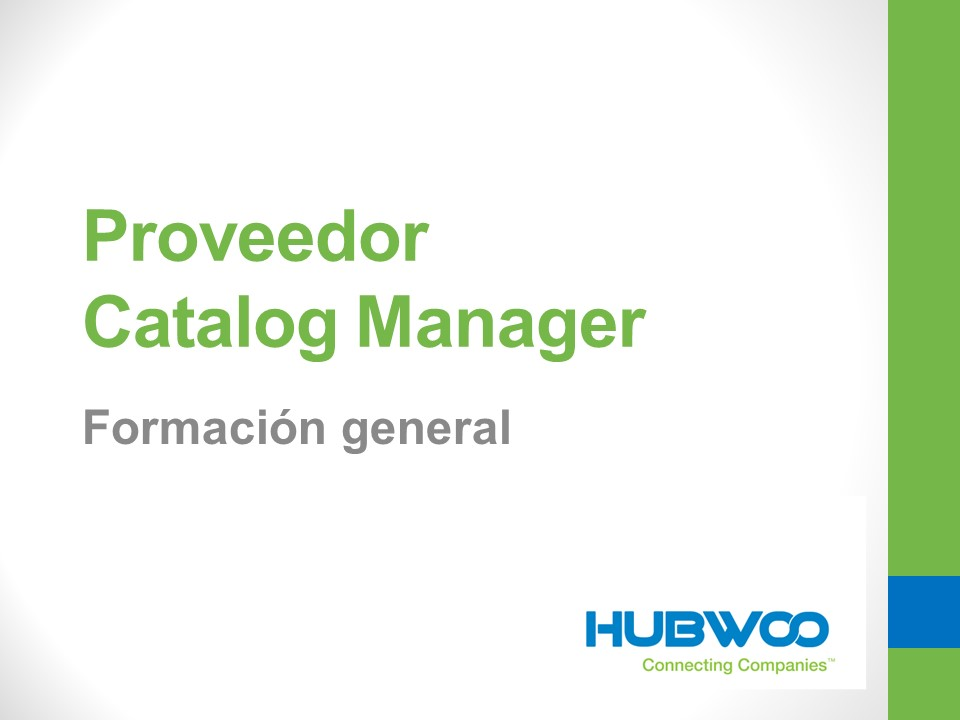 Proveedor
Catalog Manager
Formación general
HUBWOO
Connecting Companies™